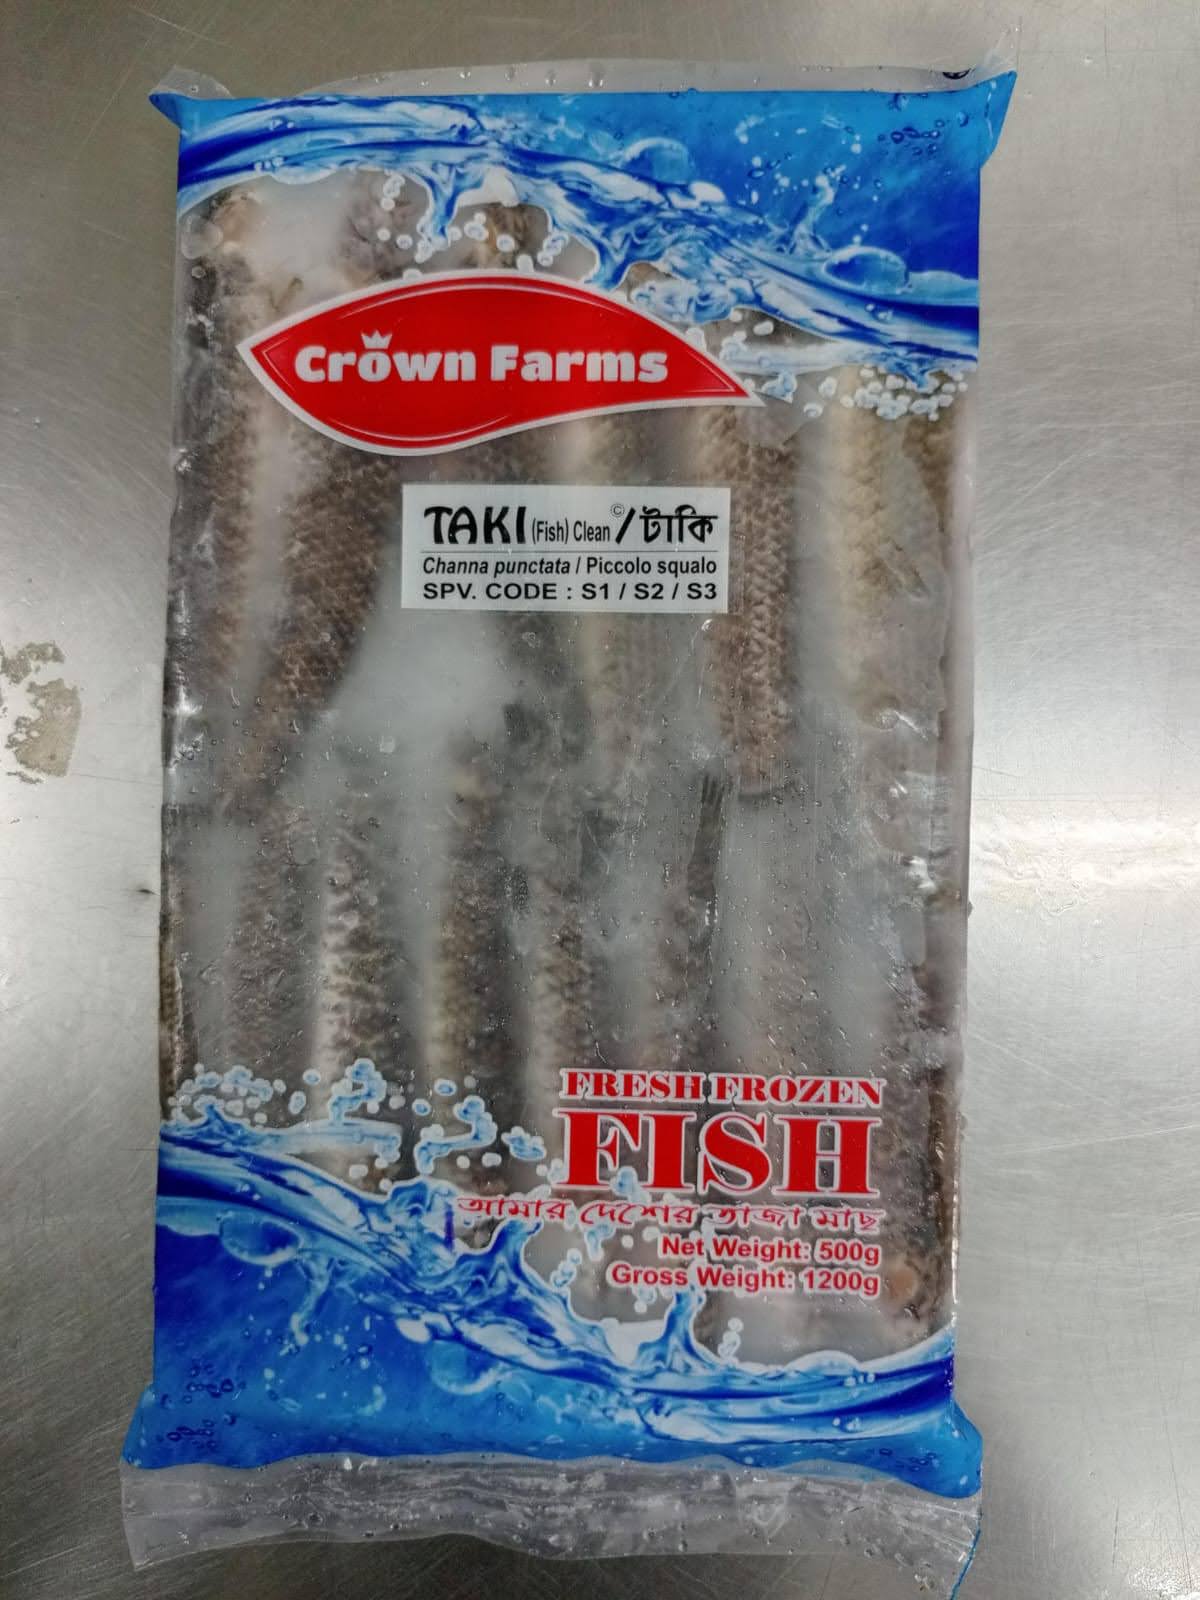 Crown Farms
TAKI (Fish) Clean © / টাকি
Channa punctata / Piccolo squalo
SPV. CODE : S1 / S2 / S3
FRESH FROZEN
FISH
আমার দেশের তাজা মাছ
Net Weight: 500g
Gross Weight: 1200g